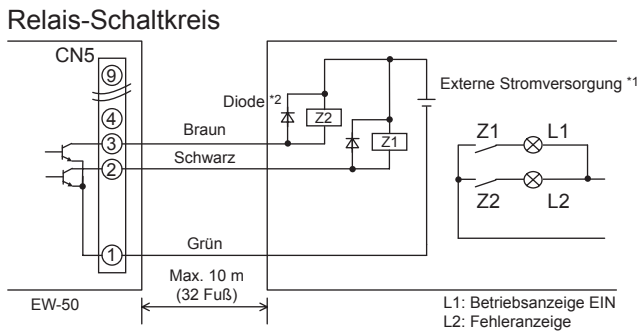 Relais-Schaltkreis
CN5
9
4
3
2
1
Diode *2
Externe Stromversorgung *1
Z2
Z1
Braun
Schwarz
Grün
Z1 L1
Z2 L2
Max. 10 m
(32 Fuß)
EW-50
L1: Betriebsanzeige EIN
L2: Fehleranzeige